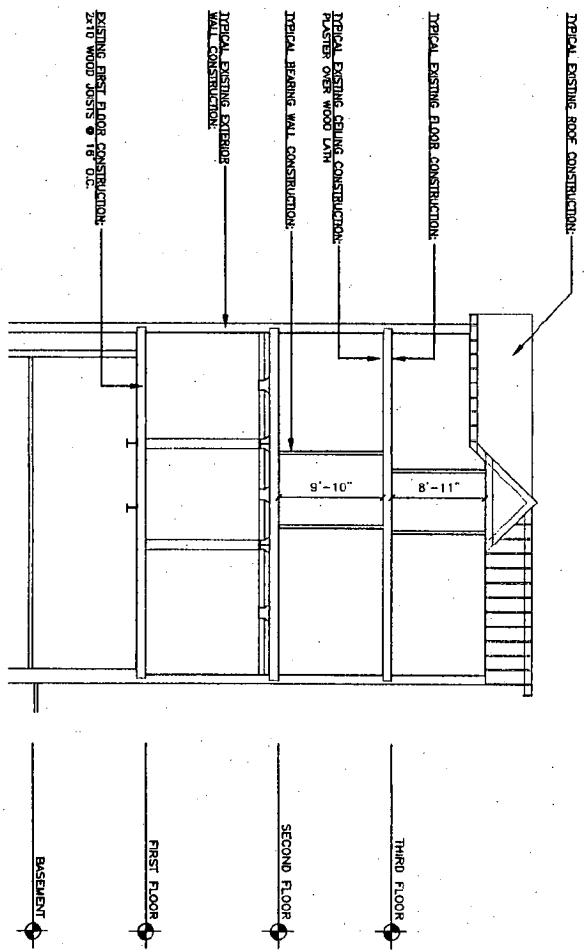 TYPICAL EXISTING ROOF CONSTRUCTION:
TYPICAL EXISTING FLOOR CONSTRUCTION:
TYPICAL EXISTING CEILING CONSTRUCTION:
PLASTER OVER WOOD LATH
TYPICAL BEARING WALL CONSTRUCTION:
TYPICAL EXISTING EXTERIOR
WALL CONSTRUCTION:
EXISTING FIRST FLOOR CONSTRUCTION:
2x10 WOOD JOISTS @ 16" O.C.
8'-11"
9'-10"
THIRD FLOOR
SECOND FLOOR
FIRST FLOOR
BASEMENT